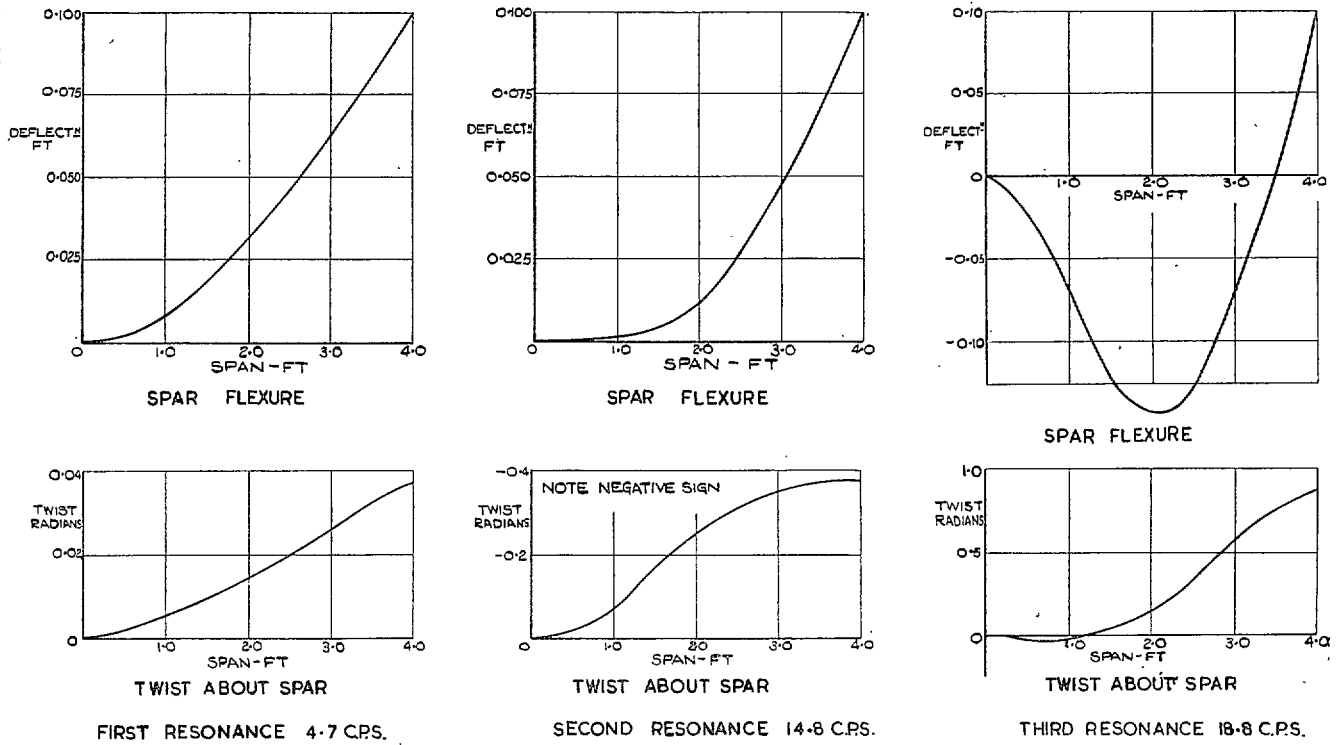 0·100
0·075
DEFLECTN
FT
0·050
0·025
0
1·0
2·0
3·0
4·0
SPAN-FT
SPAR FLEXURE
0·100
0·075
DEFLECTN
FT
0·050
0·025
0
1·0
2·0
3·0
4·0
SPAN - FT
SPAR FLEXURE
0·10
0·05
DEFLECTN
FT
0
1·0
2·0
3·0
4·0
SPAN-FT
-0·05
-0·10
SPAR FLEXURE
0·04
TWIST
RADIANS
0·02
0
1·0
2·0
3·0
4·0
SPAN-FT
TWIST ABOUT SPAR
FIRST RESONANCE 4·7 C.P.S.
-0·4
NOTE NEGATIVE SIGN
TWIST
RADIANS
-0·2
0
1·0
2·0
3·0
4·0
SPAN-FT
TWIST ABOUT SPAR
SECOND RESONANCE 14·8 C.P.S.
1·0
TWIST
RADIANS
0·5
0
1·0
2·0
3·0
4·0
SPAN-FT
TWIST ABOUT SPAR
THIRD RESONANCE 18·8 C.P.S.